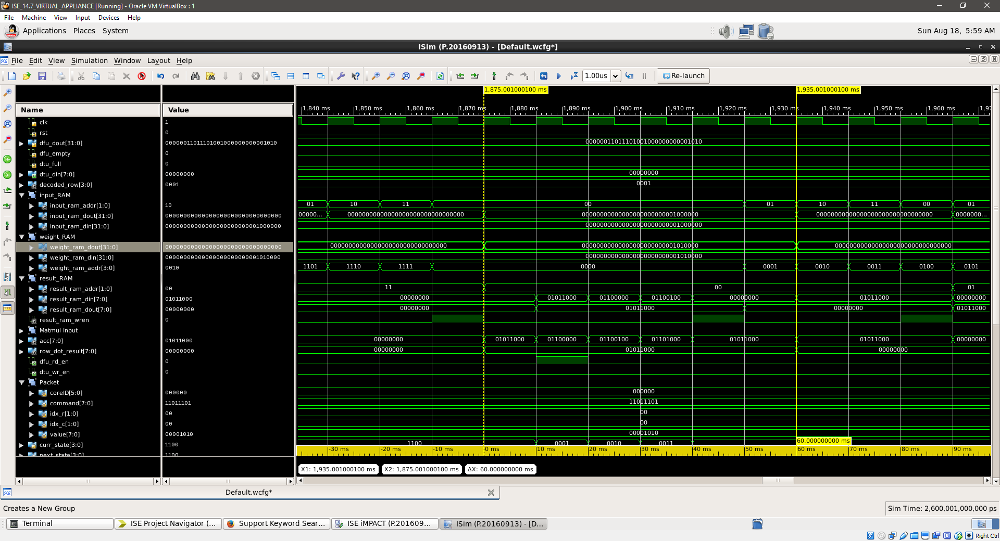 ISE_14.7_VIRTUAL_APPLIANCE [Running] - Oracle VM VirtualBox : 1
File Machine View Input Devices Help
Applications Places System
Sun Aug 18, 5:59 AM
ISim (P.20160913) - [Default.wcfg*]
File Edit View Simulation Window Layout Help
1.00us
Re-launch
1,875.001000100 ms
1,935.001000100 ms
Name
Value
1,840 ms 1,850 ms 1,860 ms 1,870 ms 1,880 ms 1,890 ms 1,900 ms 1,910 ms 1,920 ms 1,930 ms 1,940 ms 1,950 ms 1,960 ms 1,97
clk 1
rst 0
dfu_dout[31:0] 00000011011101001000000000001010 00000011011101001000000000001010
dfu_empty 0
dtu_full 0
dtu_din[7:0] 00000000 00000000
decoded_row[3:0] 0001 0001
input_RAM
input_ram_addr[1:0] 10 01 10 11 00 01 10 11 00 01
input_ram_dout[31:0] 00000000000000000000000000000000 00000... 00000000000000000000000000000000 00000000000000000000000001000000 00000000000000000000000000000000 0000000...
input_ram_din[31:0] 00000000000000000000000001000000 00000000000000000000000001000000
weight_RAM
weight_ram_dout[31:0] 00000000000000000000000000000000 00000000000000000000000000000000 00000000000000000000000001010000 00000000000000000000000000000000
weight_ram_din[31:0] 00000000000000000000000001010000 00000000000000000000000001010000
weight_ram_addr[3:0] 0010 1101 1110 1111 0000 0001 0010 0011 0100 0101
result_RAM
result_ram_addr[1:0] 00 11 00 01
result_ram_din[7:0] 01011000 00000000 01011000 01100000 01100100 00000000 01011000 00000000
result_ram_dout[7:0] 00000000 00000000 01011000 00000000 01011000
result_ram_wren 0
Matmul Input
acc[7:0] 01011000 00000000 01011000 01100000 01100100 01101000 01011000 01011000 00000000
row_dot_result[7:0] 00000000 00000000 01011000 00000000
dfu_rd_en 0
dtu_wr_en 0
Packet
coreID[5:0] 000000 000000
command[7:0] 11011101 11011101
idx_r[1:0] 00 00
idx_c[1:0] 00 00
value[7:0] 00001010 00001010
60.000000000 ms
curr_state[3:0] 1100 1100 0001 0010 0011
-30 ms -20 ms -10 ms 0 ms 10 ms 20 ms 30 ms 40 ms 50 ms 60 ms 70 ms 80 ms 90 ms
next_state[3:0] 1100
X1: 1,935.001000100 ms X2: 1,875.001000100 ms ΔX: 60.000000000 ms
Default.wcfg*
Creates a New Group
Sim Time: 2,600,001,000,000 ps
Terminal
ISE Project Navigator (...
Support Keyword Sear...
ISE iMPACT (P.201609...
ISim (P.20160913) - [D...
Right Ctrl